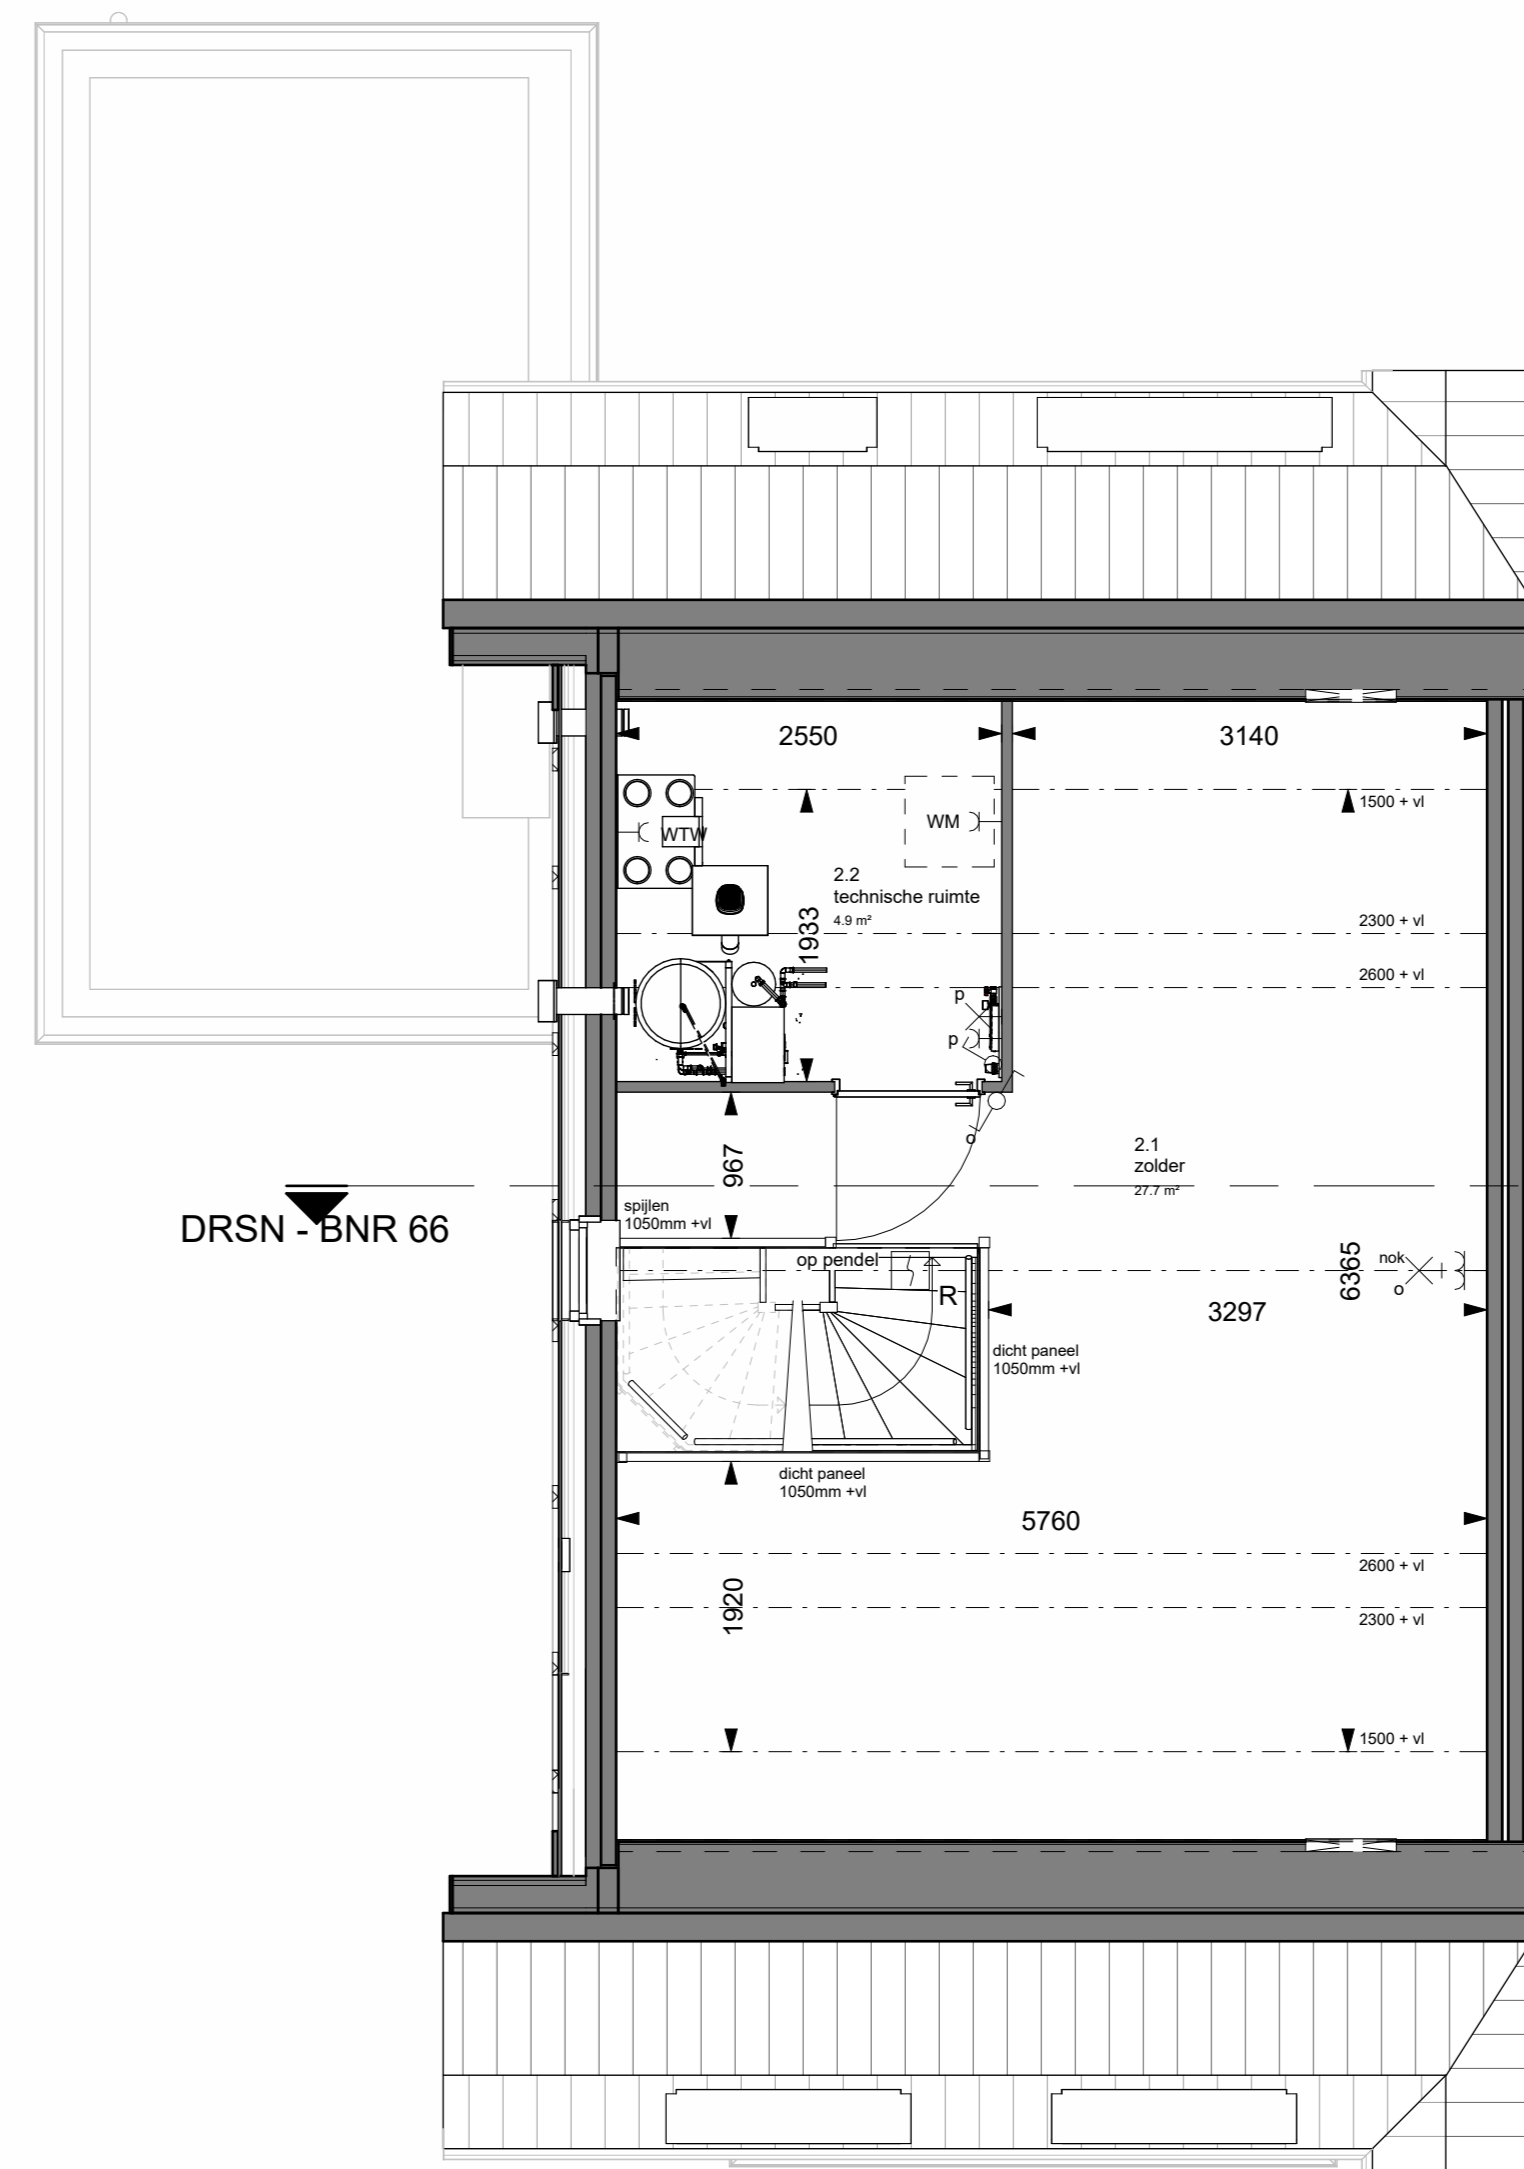 2550
3140
1500 + vl
WTW
WM
2.2
technische ruimte
4.9 m²
1933
2300 + vl
2600 + vl
p
p
o
967
2.1
zolder
27.7 m²
DRSN - BNR 66
spijlen
1050mm +vl
op pendel
R
6365
nok
o
3297
dicht paneel
1050mm +vl
dicht paneel
1050mm +vl
5760
2600 + vl
1920
2300 + vl
1500 + vl